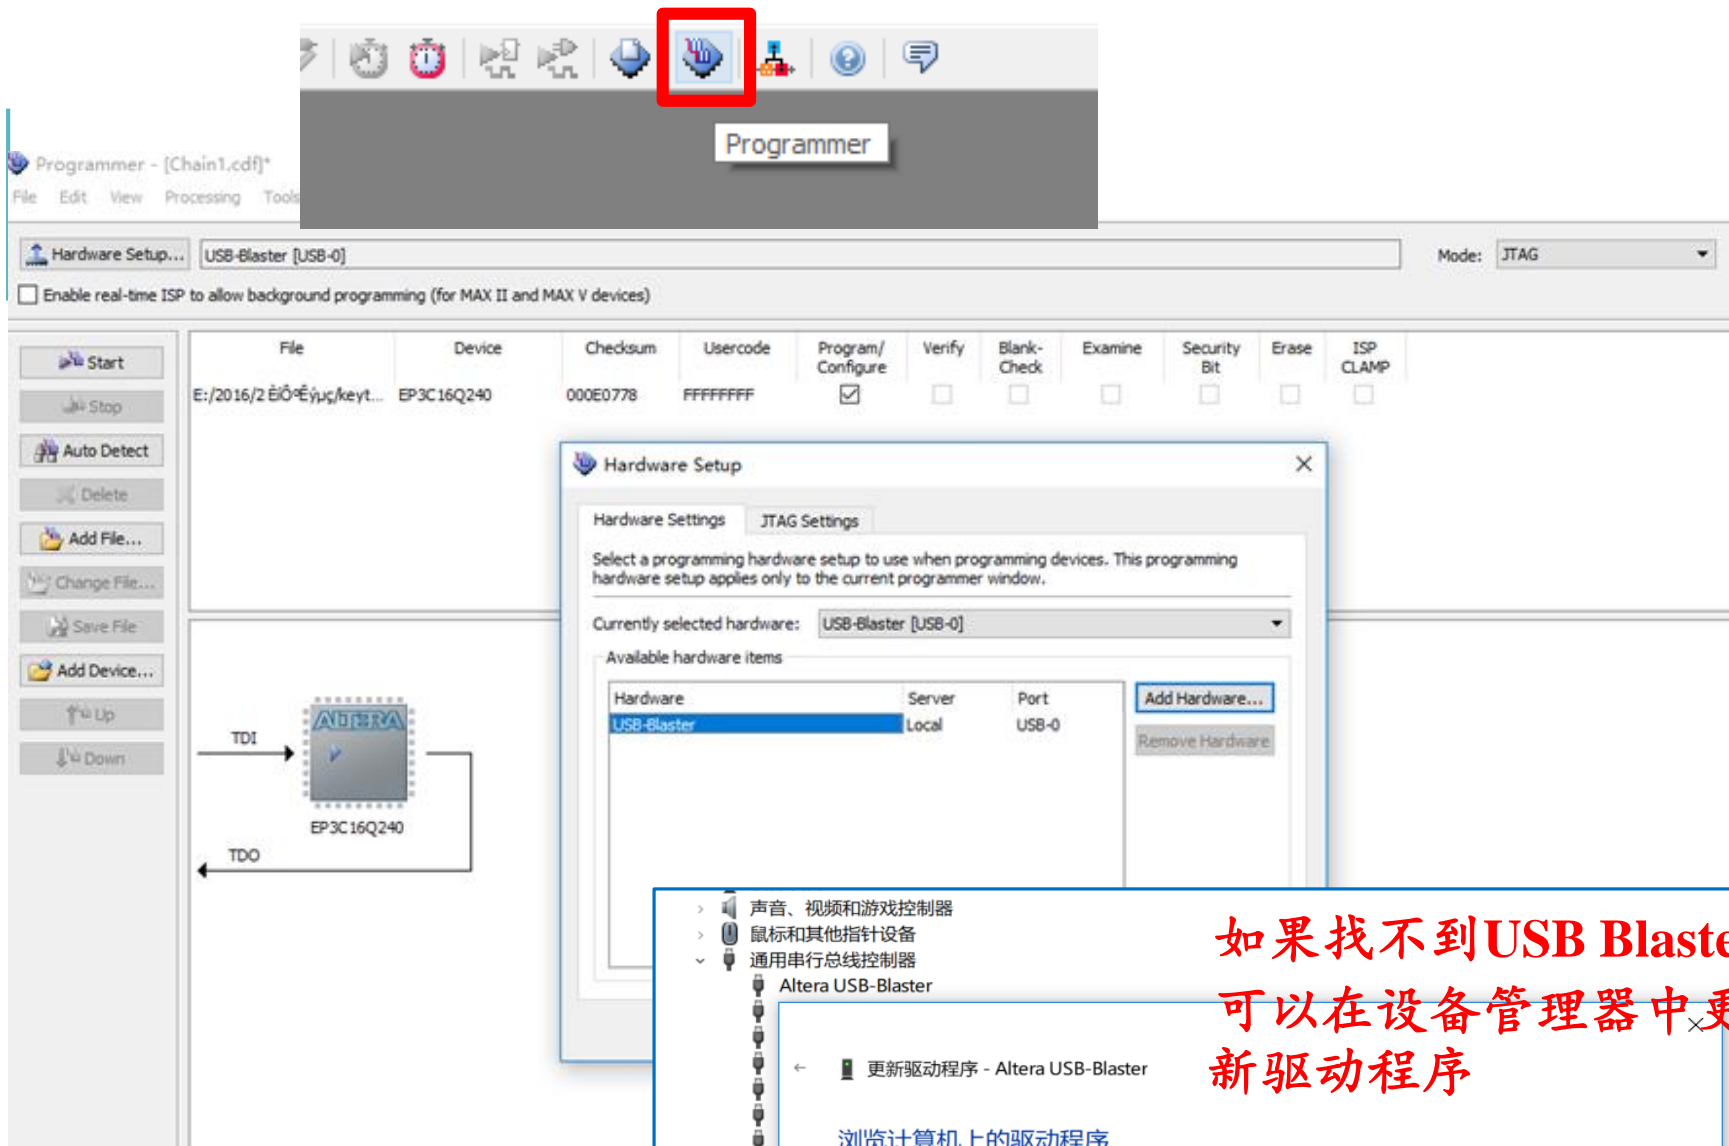 Programmer
Programmer - [Chain1.cdf]*
File Edit View Processing Tools
Hardware Setup... USB-Blaster [USB-0] Mode: JTAG
Enable real-time ISP to allow background programming (for MAX II and MAX V devices)
Start
Stop
Auto Detect
Delete
Add File...
Change File...
Save File
Add Device...
Up
Down
File Device Checksum Usercode Program/ Verify Blank- Examine Security Erase ISP
Configure Check Bit CLAMP
E:/2016/2 ÈÏÔªÊýµç/keyt... EP3C16Q240 000E0778 FFFFFFFF
TDI
ALTERA
EP3C16Q240
TDO
Hardware Setup
Hardware Settings JTAG Settings
Select a programming hardware setup to use when programming devices. This programming
hardware setup applies only to the current programmer window.
Currently selected hardware: USB-Blaster [USB-0]
Available hardware items
Hardware Server Port
USB-Blaster Local USB-0
Add Hardware...
Remove Hardware
声音、视频和游戏控制器
鼠标和其他指针设备
通用串行总线控制器
Altera USB-Blaster
更新驱动程序 - Altera USB-Blaster
浏览计算机上的驱动程序
如果找不到USB Blaste
可以在设备管理器中更
新驱动程序